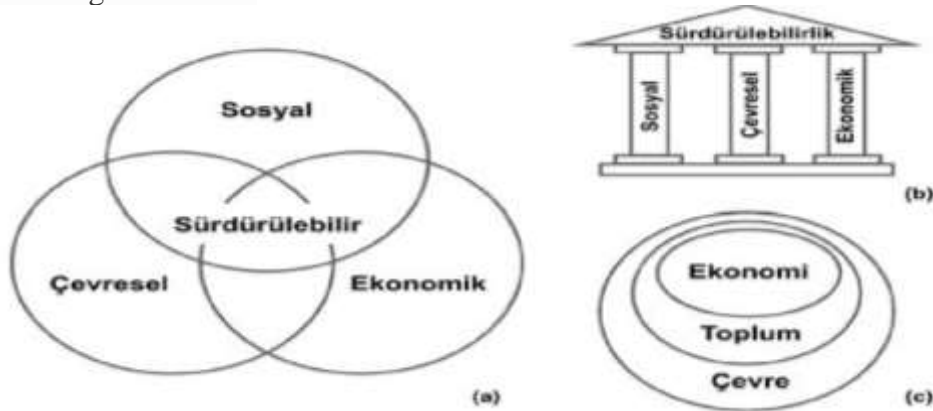 Sosyal
Sürdürülebilir
Çevresel
Ekonomik
(a)
Sürdürülebilirlik
Sosyal
Çevresel
Ekonomik
(b)
Ekonomi
Toplum
Çevre
(c)